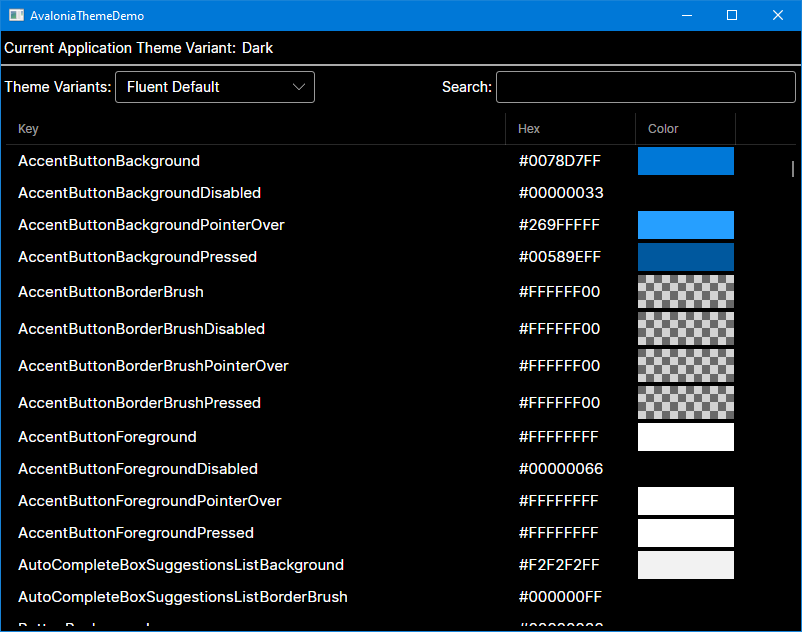 AvaloniaThemeDemo
Current Application Theme Variant: Dark
Theme Variants: Fluent Default Search:
Key Hex Color
AccentButtonBackground #0078D7FF
AccentButtonBackgroundDisabled #00000033
AccentButtonBackgroundPointerOver #269FFFFF
AccentButtonBackgroundPressed #00589EFF
AccentButtonBorderBrush #FFFFFF00
AccentButtonBorderBrushDisabled #FFFFFF00
AccentButtonBorderBrushPointerOver #FFFFFF00
AccentButtonBorderBrushPressed #FFFFFF00
AccentButtonForeground #FFFFFFFF
AccentButtonForegroundDisabled #00000066
AccentButtonForegroundPointerOver #FFFFFFFF
AccentButtonForegroundPressed #FFFFFFFF
AutoCompleteBoxSuggestionsListBackground #F2F2F2FF
AutoCompleteBoxSuggestionsListBorderBrush #000000FF